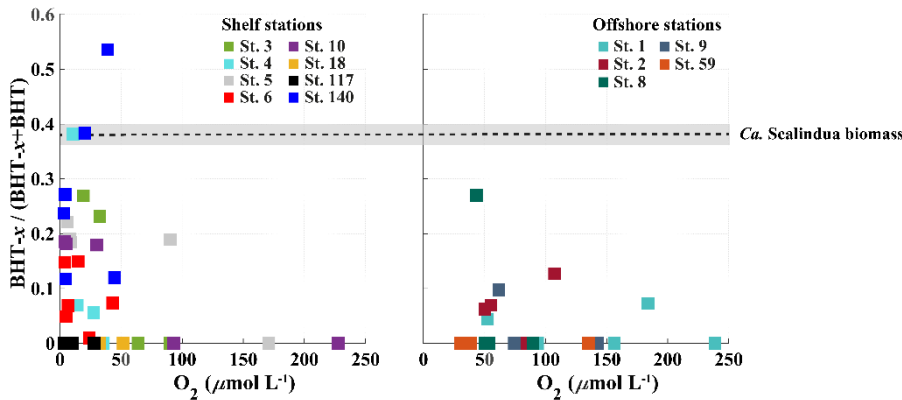 Shelf stations
St. 3
St. 10
St. 4
St. 18
St. 5
St. 117
St. 6
St. 140
Offshore stations
St. 1
St. 9
St. 2
St. 59
St. 8
BHT-x / (BHT-x+BHT)
0.6
0.5
0.4
0.3
0.2
0.1
0
0 50 100 150 200 250
O₂ (μmol L⁻¹)
0 50 100 150 200 250
O₂ (μmol L⁻¹)
Ca. Scalindua biomass